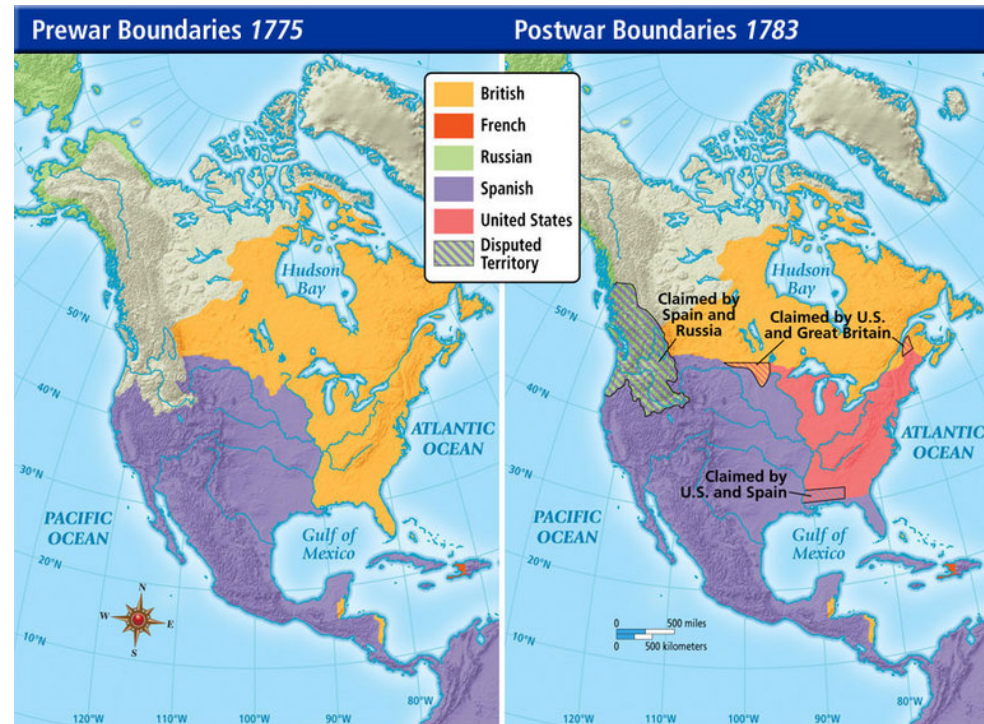 Prewar Boundaries 1775
Postwar Boundaries 1783
British
French
Russian
Spanish
United States
Disputed
Territory
Hudson
Bay
50°N
40°N
30°N
20°N
10°N
ATLANTIC
OCEAN
PACIFIC
OCEAN
Gulf of
Mexico
N
W
E
S
120°W
110°W
100°W
90°W
80°W
Hudson
Bay
Claimed by
Spain and
Russia
Claimed by U.S.
and Great Britain
50°N
40°N
30°N
20°N
10°N
ATLANTIC
OCEAN
Claimed by
U.S. and Spain
PACIFIC
OCEAN
Gulf of
Mexico
0 500 miles
0 500 kilometers
120°W
110°W
100°W
90°W
80°W